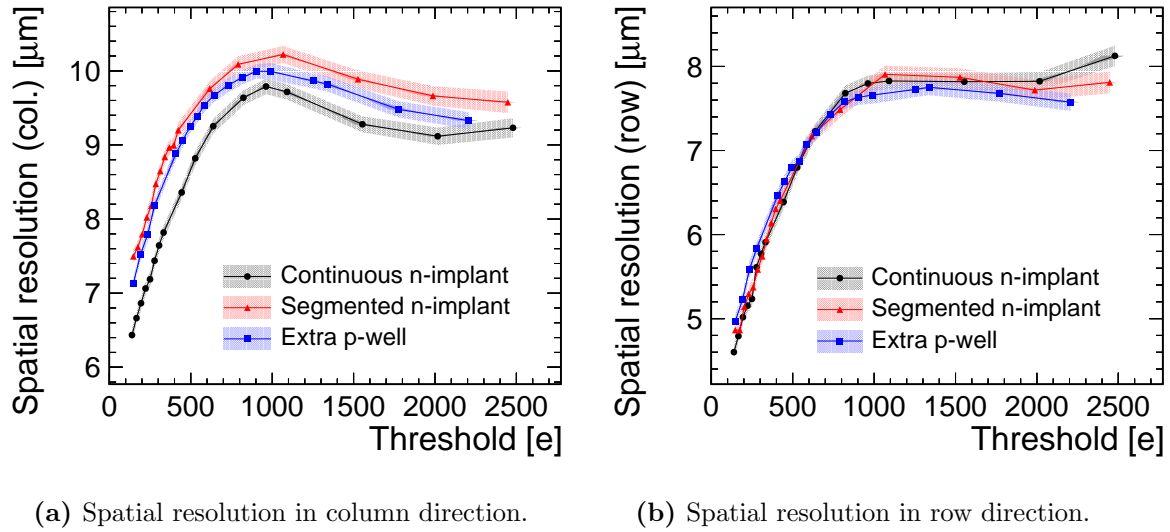 Spatial resolution (col.) [μm]
10
9
8
7
6
Continuous n-implant
Segmented n-implant
Extra p-well
0 500 1000 1500 2000 2500
Threshold [e]
(a) Spatial resolution in column direction.
Spatial resolution (row) [μm]
8
7
6
5
Continuous n-implant
Segmented n-implant
Extra p-well
0 500 1000 1500 2000 2500
Threshold [e]
(b) Spatial resolution in row direction.